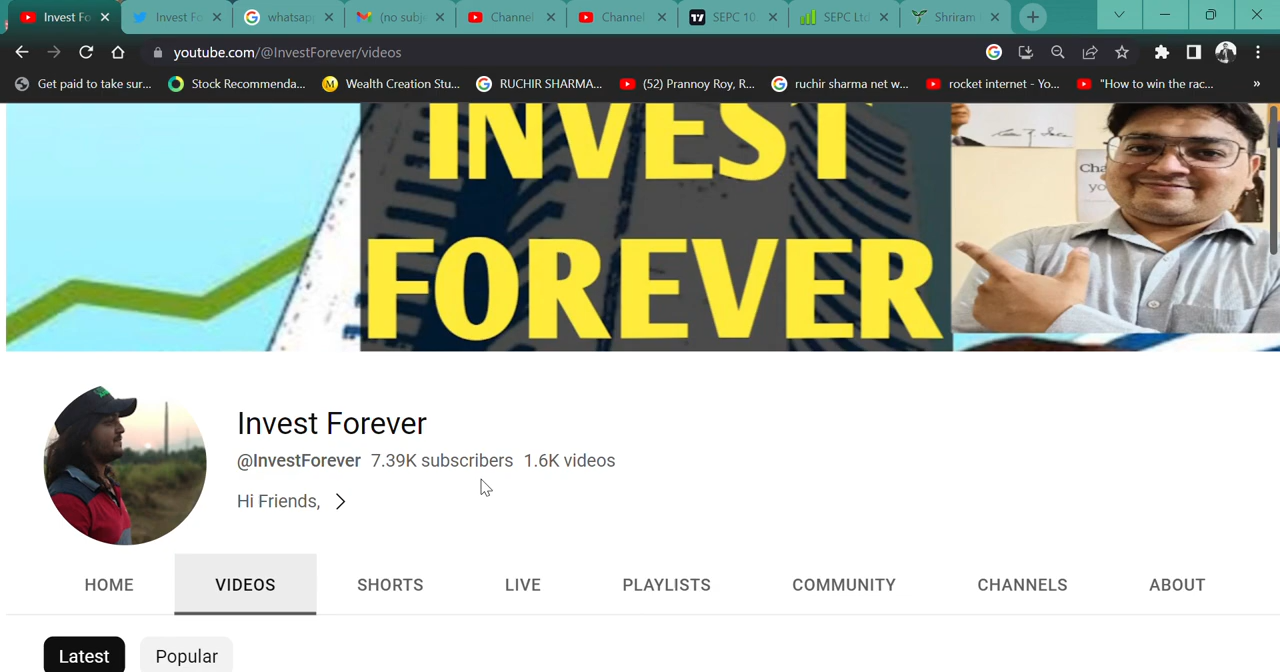 Invest Fo
Invest Fo
whatsap
(no subj
Channel
Channel
SEPC 10.
SEPC Ltd
Shriram
youtube.com/@InvestForever/videos
Get paid to take sur...
Stock Recommenda...
Wealth Creation Stu...
RUCHIR SHARMA...
(52) Prannoy Roy, R...
ruchir sharma net w...
rocket internet - Yo...
"How to win the rac...
»
INVEST
FOREVER
Invest Forever
@InvestForever 7.39K subscribers 1.6K videos
Hi Friends,
HOME
VIDEOS
SHORTS
LIVE
PLAYLISTS
COMMUNITY
CHANNELS
ABOUT
Latest
Popular